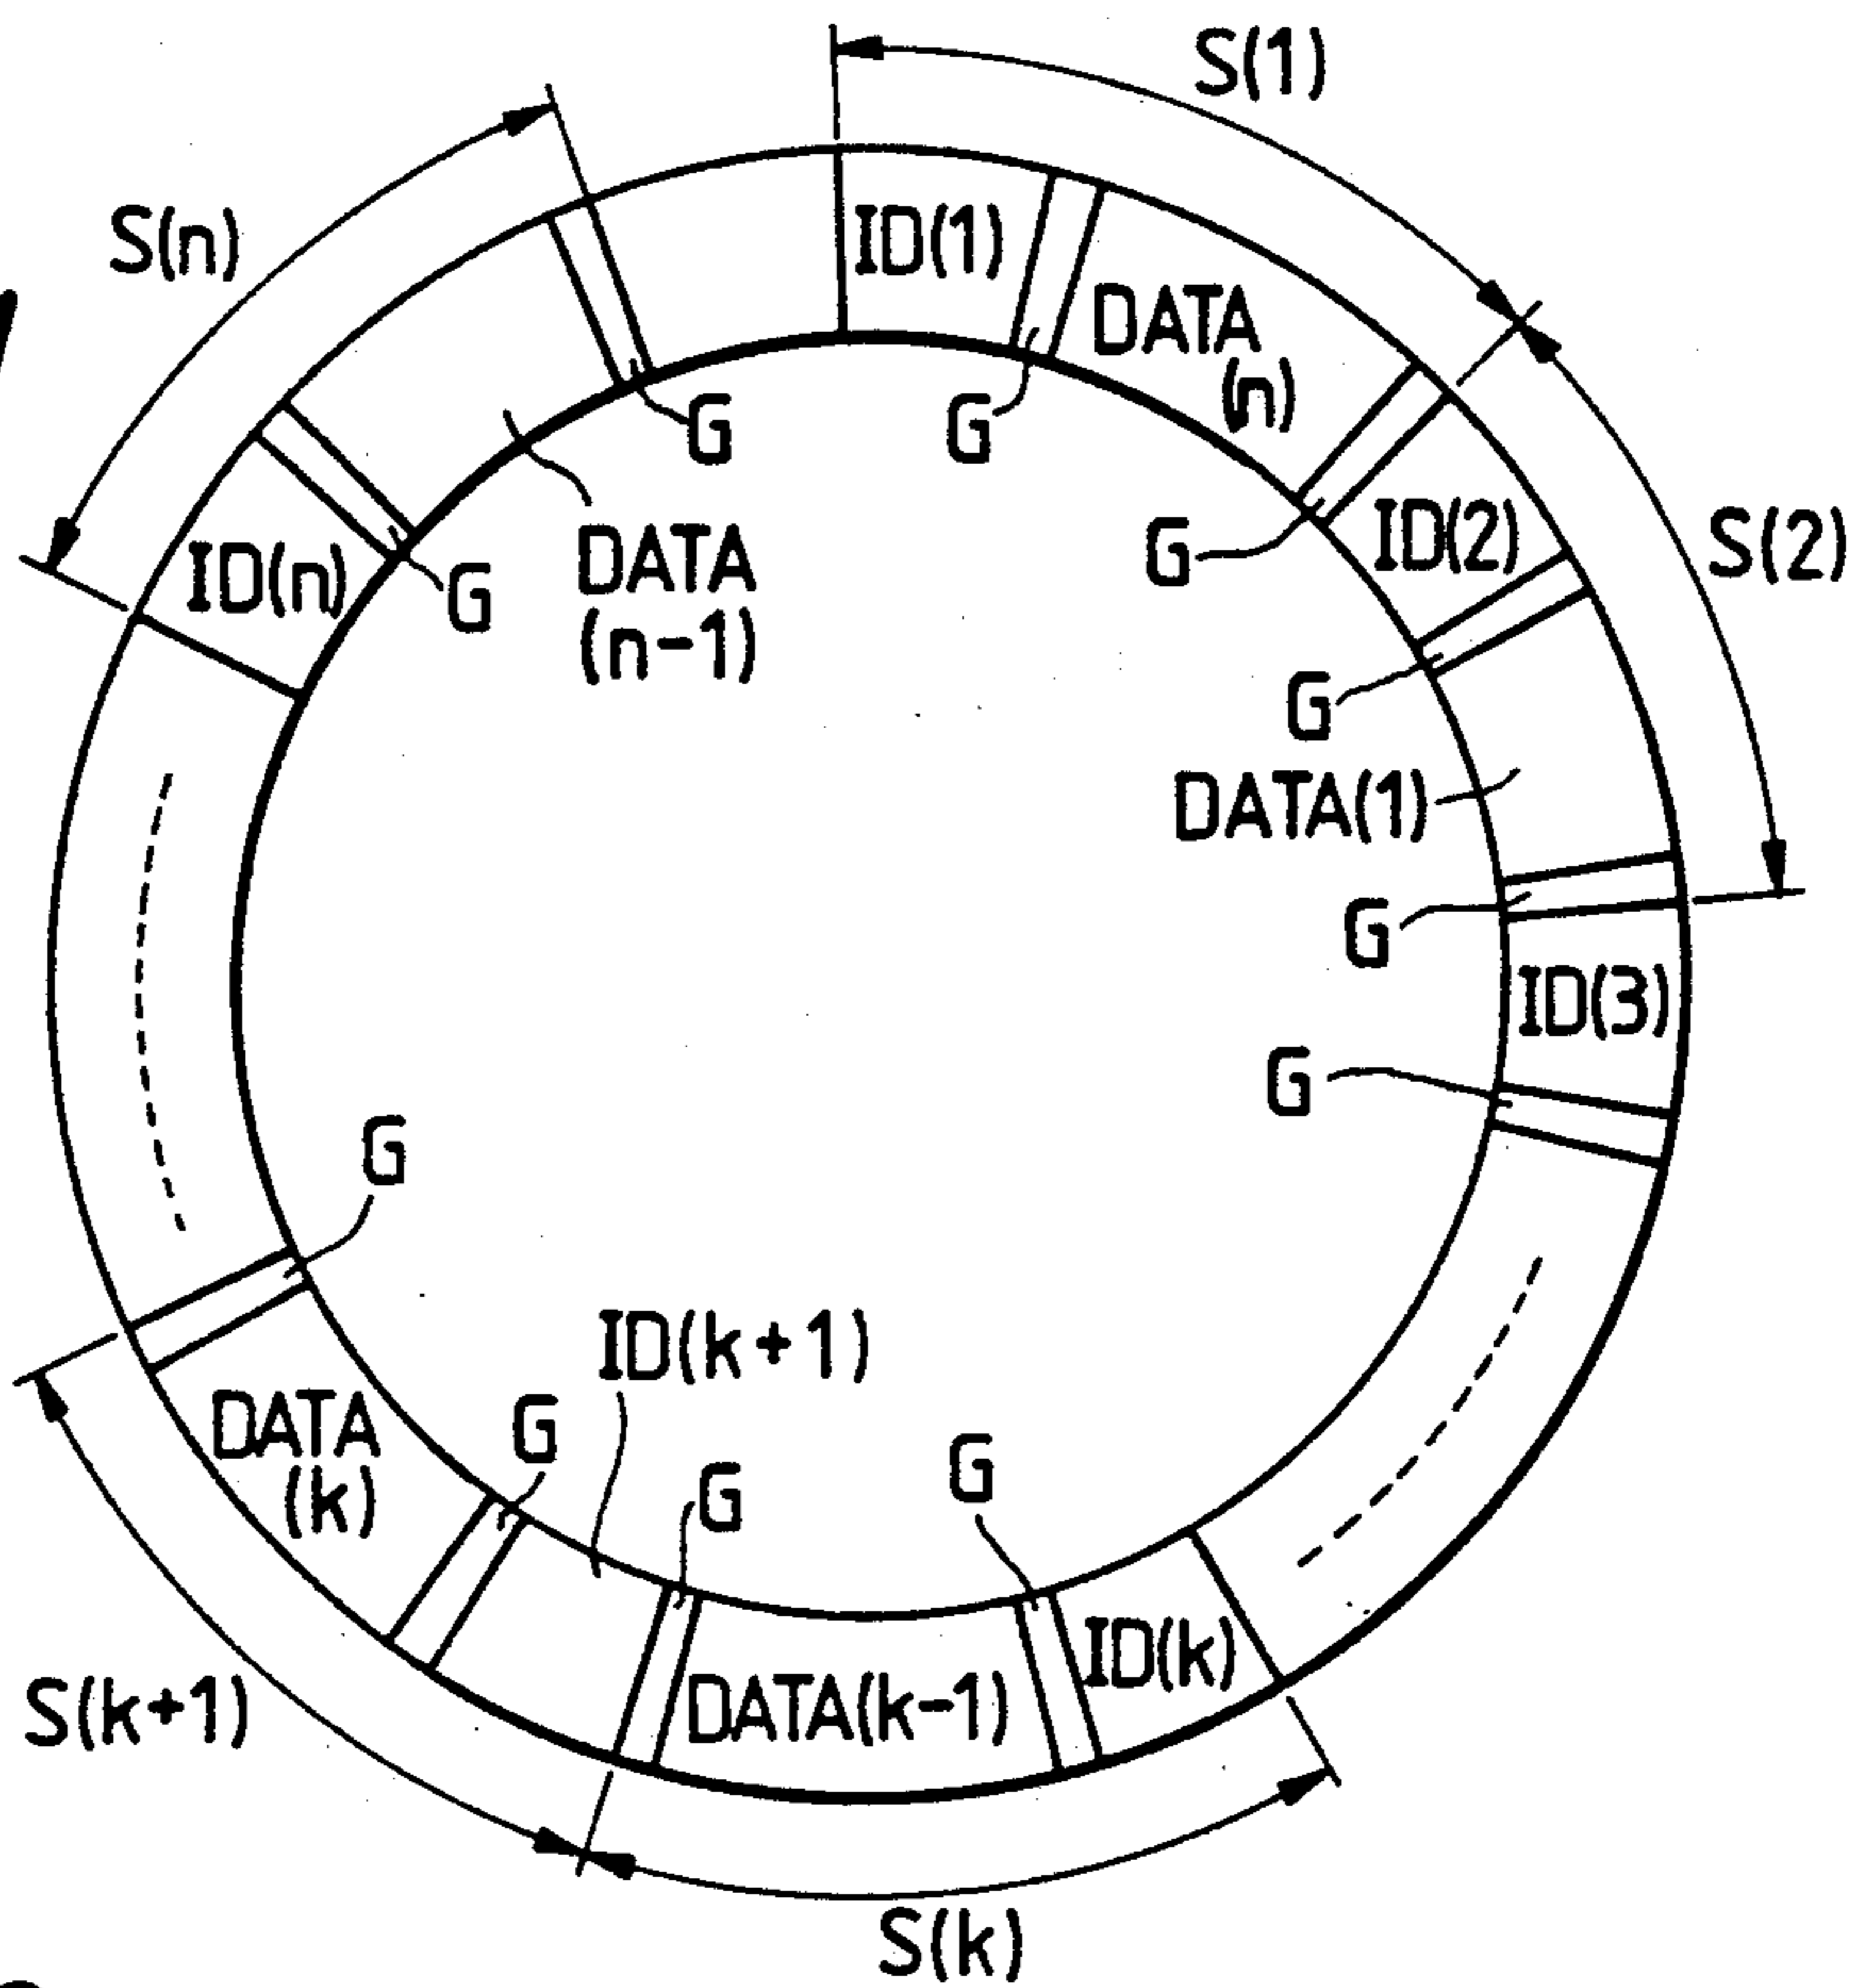 S(1)
S(n)
ID(1)
DATA
G
G
ID(2)
S(2)
G
ID(n)
G
DATA
(n-1)
G
DATA(1)
G
ID(3)
G
G
ID(k+1)
DATA
(k)
G
G
G
ID(k)
DATA(k-1)
S(k+1)
S(k)